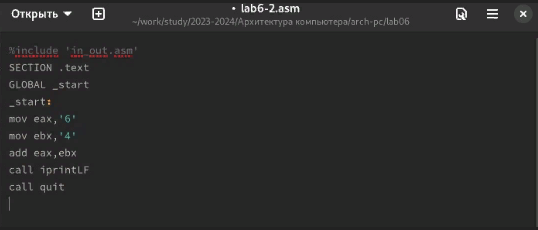 Открыть
• lab6-2.asm
~/work/study/2023-2024/Архитектура компьютера/arch-pc/lab06
%include 'in_out.asm'
SECTION .text
GLOBAL _start
_start:
mov eax,'6'
mov ebx,'4'
add eax,ebx
call iprintLF
call quit